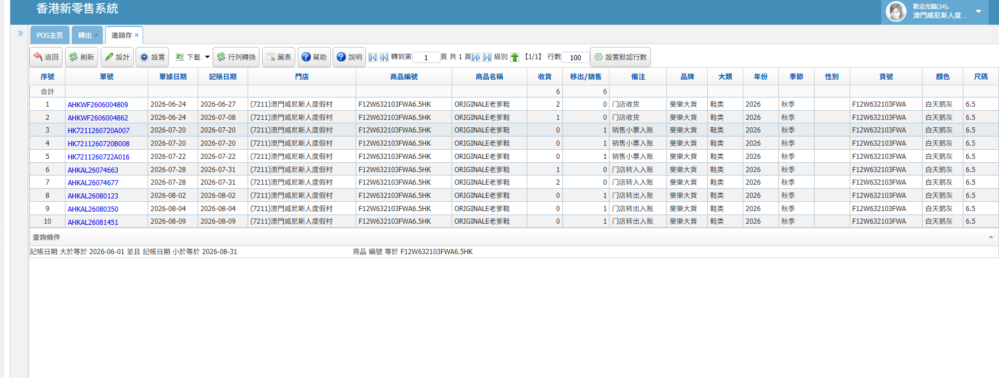 香港新零售系統
歡迎光臨(24),
澳門威尼斯人度...
POS主页 轉出 × 進銷存 ×
返回 刷新 設計 設置 下載 行列轉換 圖表 幫助 說明 轉到第 1 頁 共 1 頁 級別 【1/1】 行數 100 設置默認行數
序號 單號 單據日期 記賬日期 門店 商品編號 商品名稱 收貨 移出/銷售 備注 品牌 大類 年份 季節 性別 貨號 顏色 尺碼
合計 6 6
1 AHKWF2606004809 2026-06-24 2026-06-27 (7211)澳門威尼斯人度假村 F12W632103FWA6.5HK ORIGINALE老爹鞋 2 0 门店收货 斐樂大貨 鞋类 2026 秋季 F12W632103FWA 白天鹅灰 6.5
2 AHKWF2606004862 2026-06-24 2026-07-08 (7211)澳門威尼斯人度假村 F12W632103FWA6.5HK ORIGINALE老爹鞋 1 0 门店收货 斐樂大貨 鞋类 2026 秋季 F12W632103FWA 白天鹅灰 6.5
3 HK7211260720A007 2026-07-20 2026-07-20 (7211)澳門威尼斯人度假村 F12W632103FWA6.5HK ORIGINALE老爹鞋 0 1 销售小票入账 斐樂大貨 鞋类 2026 秋季 F12W632103FWA 白天鹅灰 6.5
4 HK7211260720B008 2026-07-20 2026-07-20 (7211)澳門威尼斯人度假村 F12W632103FWA6.5HK ORIGINALE老爹鞋 0 1 销售小票入账 斐樂大貨 鞋类 2026 秋季 F12W632103FWA 白天鹅灰 6.5
5 HK7211260722A016 2026-07-22 2026-07-22 (7211)澳門威尼斯人度假村 F12W632103FWA6.5HK ORIGINALE老爹鞋 0 1 销售小票入账 斐樂大貨 鞋类 2026 秋季 F12W632103FWA 白天鹅灰 6.5
6 AHKAL26074663 2026-07-28 2026-07-31 (7211)澳門威尼斯人度假村 F12W632103FWA6.5HK ORIGINALE老爹鞋 1 0 门店转入入账 斐樂大貨 鞋类 2026 秋季 F12W632103FWA 白天鹅灰 6.5
7 AHKAL26074677 2026-07-28 2026-07-31 (7211)澳門威尼斯人度假村 F12W632103FWA6.5HK ORIGINALE老爹鞋 2 0 门店转入入账 斐樂大貨 鞋类 2026 秋季 F12W632103FWA 白天鹅灰 6.5
8 AHKAL26080123 2026-08-02 2026-08-02 (7211)澳門威尼斯人度假村 F12W632103FWA6.5HK ORIGINALE老爹鞋 0 1 门店转出入账 斐樂大貨 鞋类 2026 秋季 F12W632103FWA 白天鹅灰 6.5
9 AHKAL26080350 2026-08-04 2026-08-04 (7211)澳門威尼斯人度假村 F12W632103FWA6.5HK ORIGINALE老爹鞋 0 1 门店转出入账 斐樂大貨 鞋类 2026 秋季 F12W632103FWA 白天鹅灰 6.5
10 AHKAL26081451 2026-08-09 2026-08-09 (7211)澳門威尼斯人度假村 F12W632103FWA6.5HK ORIGINALE老爹鞋 0 1 门店转出入账 斐樂大貨 鞋类 2026 秋季 F12W632103FWA 白天鹅灰 6.5
查詢條件
記帳日期 大於等於 2026-06-01 並且 記帳日期 小於等於 2026-08-31 商品 編號 等於 F12W632103FWA6.5HK